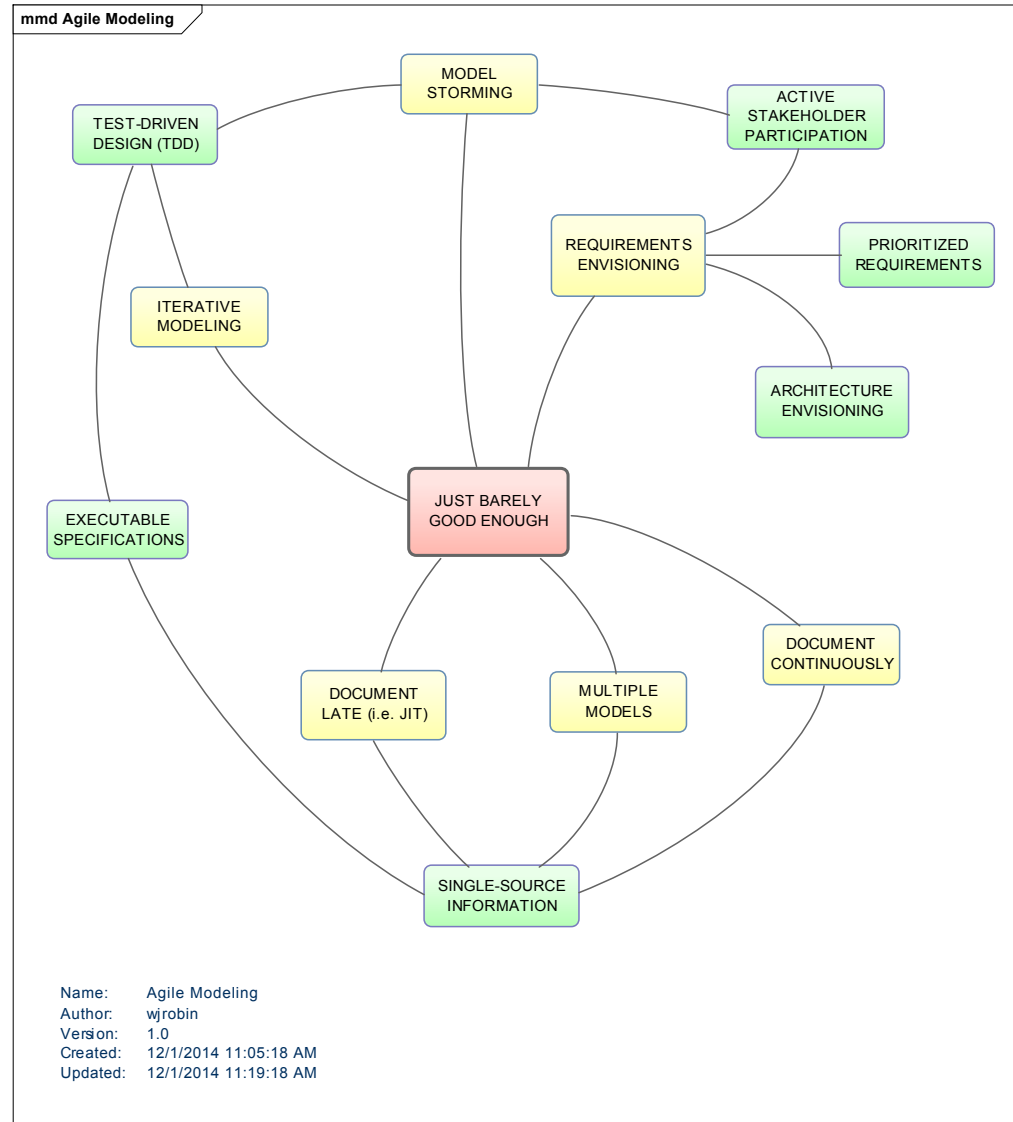 mmd Agile Modeling
MODEL
STORMING
ACTIVE
STAKEHOLDER
PARTICIPATION
TEST-DRIVEN
DESIGN (TDD)
REQUIREMENTS
ENVISIONING
PRIORITIZED
REQUIREMENTS
ITERATIVE
MODELING
ARCHITECTURE
ENVISIONING
JUST BARELY
GOOD ENOUGH
EXECUTABLE
SPECIFICATIONS
DOCUMENT
CONTINUOUSLY
DOCUMENT
LATE (i.e. JIT)
MULTIPLE
MODELS
SINGLE-SOURCE
INFORMATION
Name: Agile Modeling
Author: wjrobin
Version: 1.0
Created: 12/1/2014 11:05:18 AM
Updated: 12/1/2014 11:19:18 AM